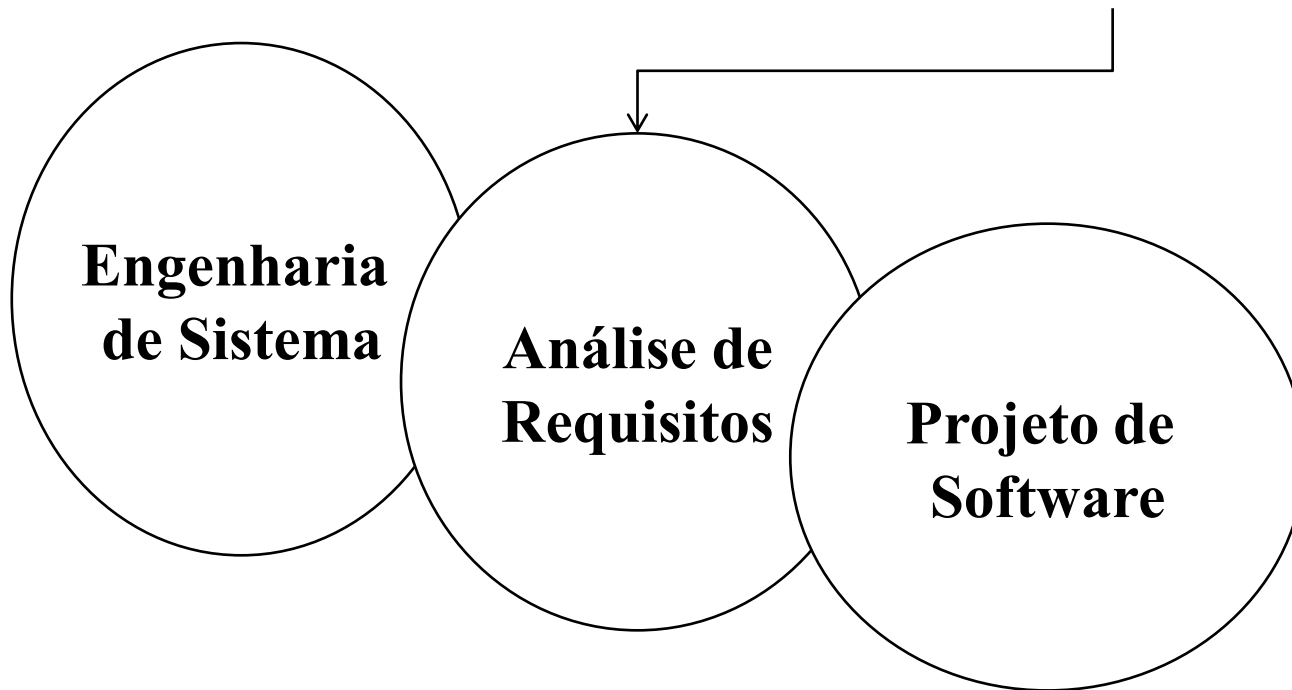 Engenharia
de Sistema
Análise de
Requisitos
Projeto de
Software